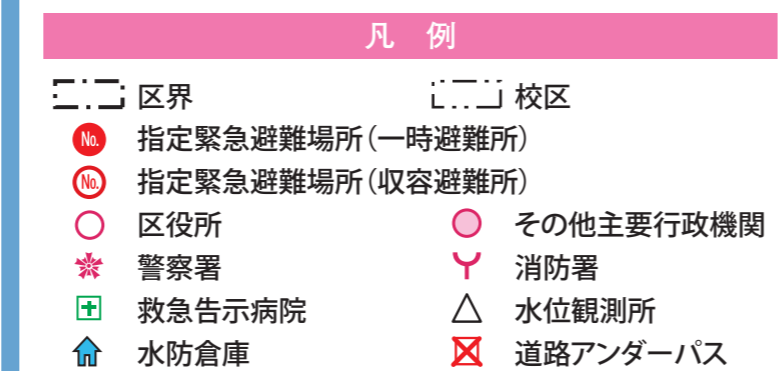 凡 例
区界 校区
No. 指定緊急避難場所(一時避難所)
No. 指定緊急避難場所(収容避難所)
区役所 その他主要行政機関
警察署 消防署
救急告示病院 水位観測所
水防倉庫 道路アンダーパス